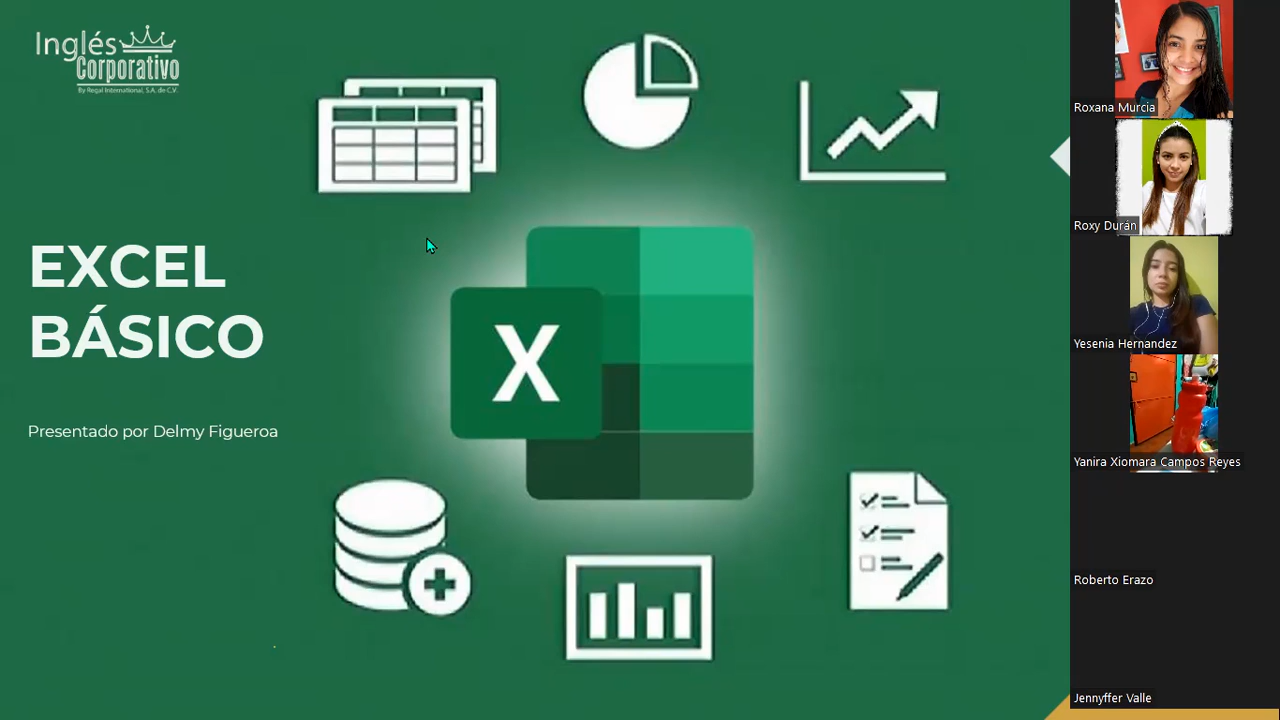 Inglés
Corporativo
By Regal International, S.A. de C.V.
EXCEL
BÁSICO
Presentado por Delmy Figueroa
X
Roxana Murcia
Roxy Durán
Yesenia Hernandez
Yanira Xiomara Campos Reyes
Roberto Erazo
Jennyffer Valle